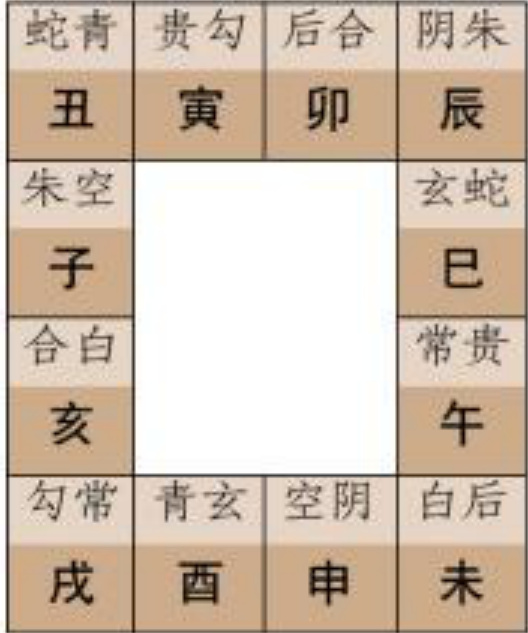 蛇青 贵勾 后合 阴朱
丑 寅 卯 辰
朱空 玄蛇
子 巳
合白 常贵
亥 午
勾常 青玄 空阴 白后
戌 酉 申 未